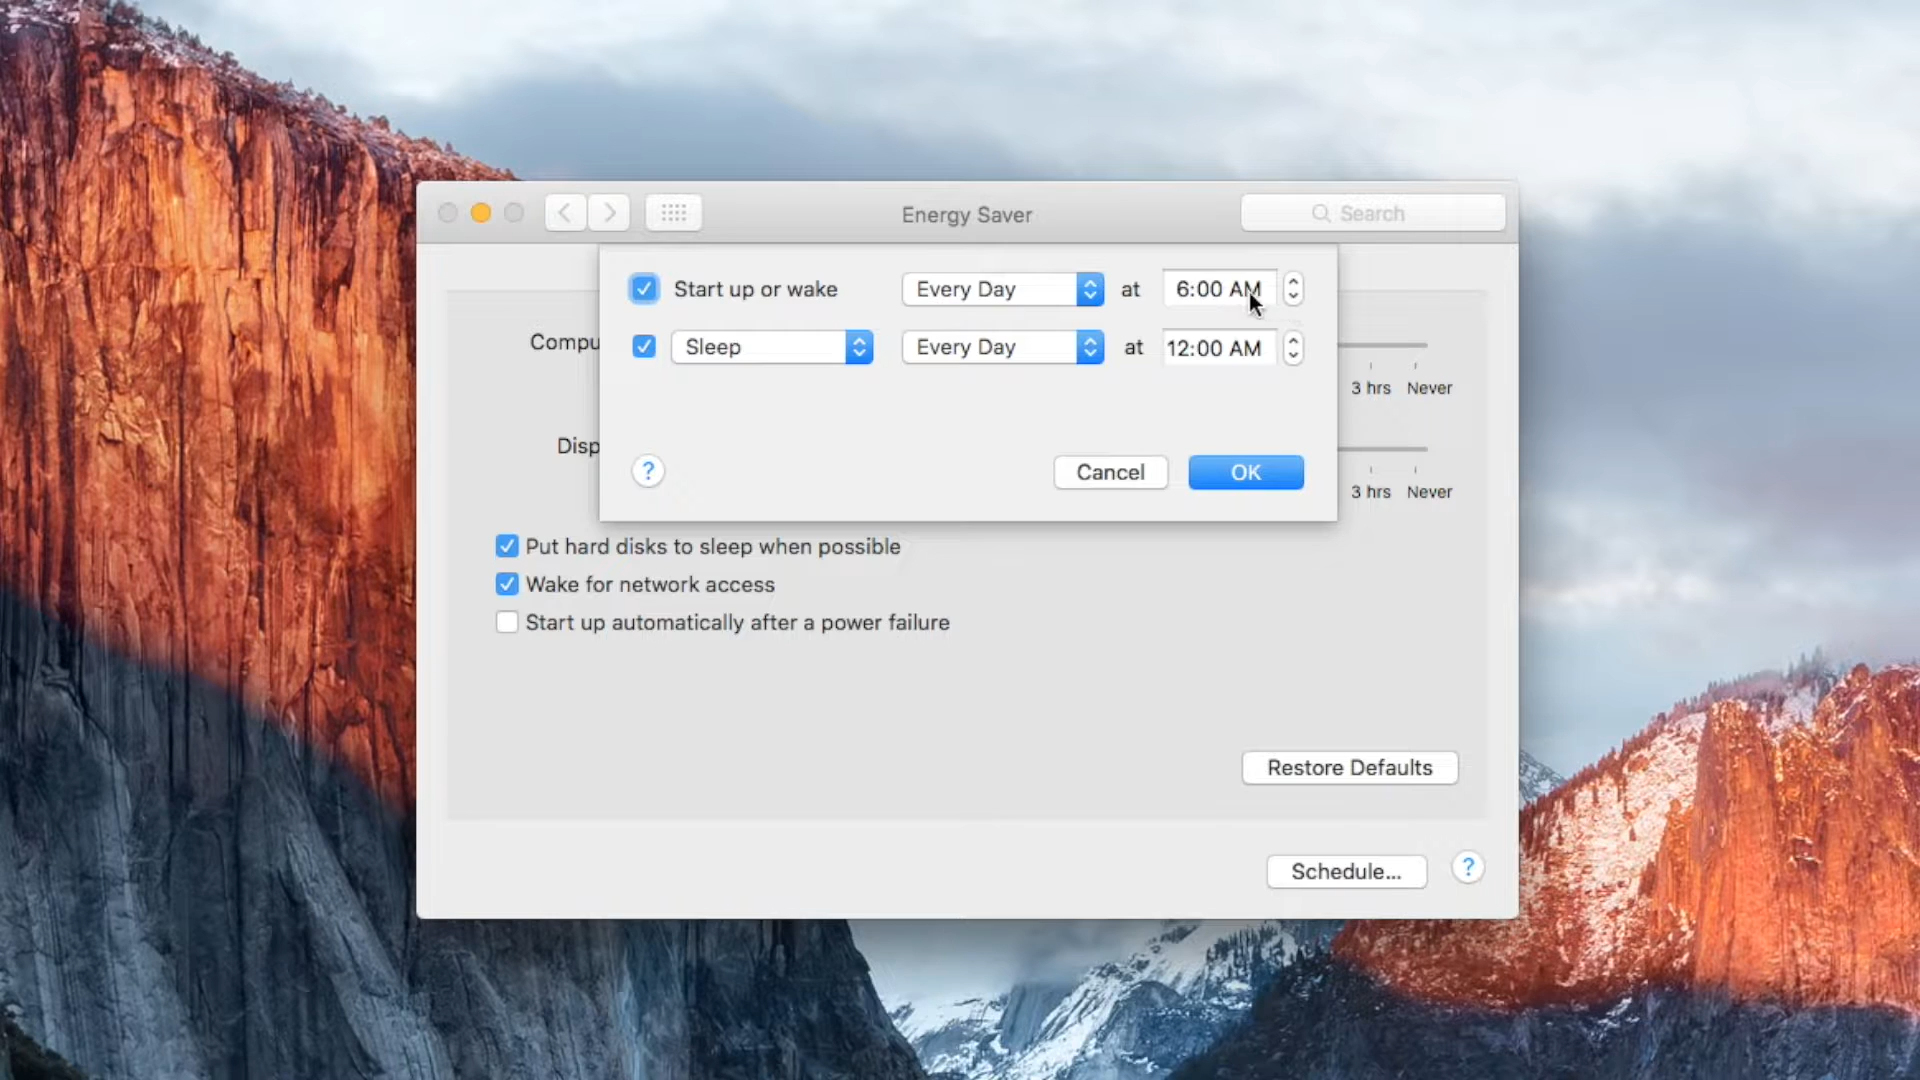 Energy Saver
Search
Start up or wake Every Day at 6:00 AM
Sleep Every Day at 12:00 AM
Compu
3 hrs Never
Disp
? Cancel OK
3 hrs Never
Put hard disks to sleep when possible
Wake for network access
Start up automatically after a power failure
Restore Defaults
Schedule... ?